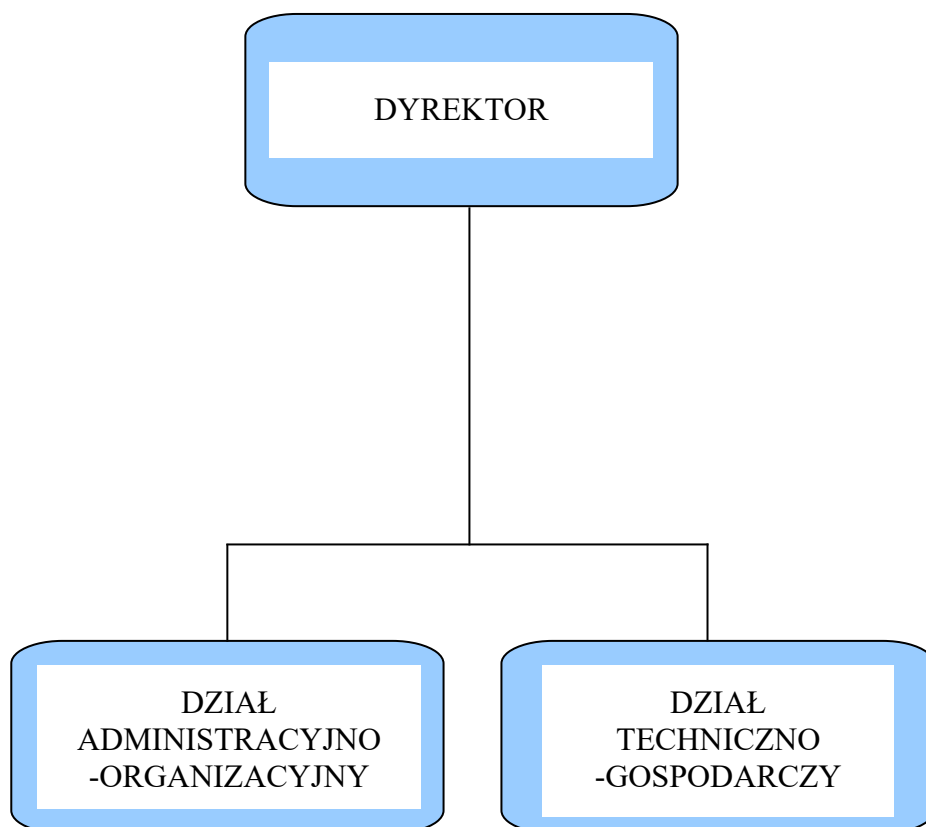 DYREKTOR
DZIAŁ
ADMINISTRACYJNO
-ORGANIZACYJNY
DZIAŁ
TECHNICZNO
-GOSPODARCZY